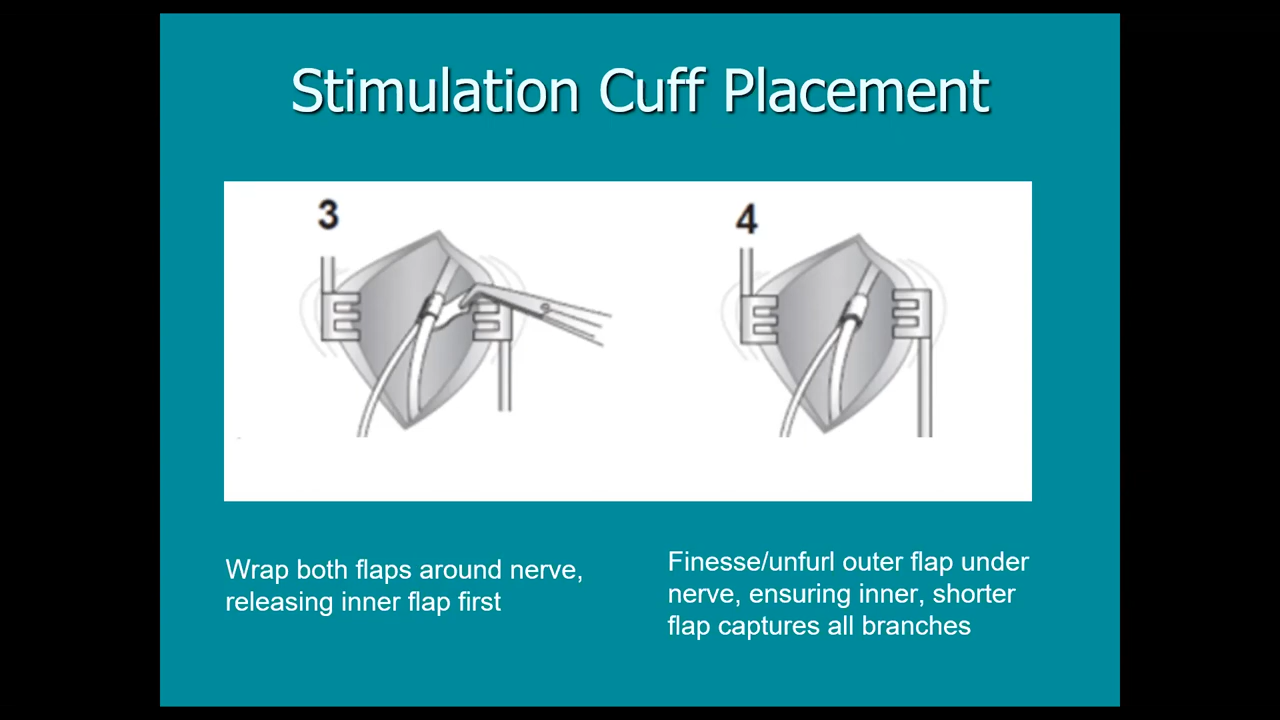 Stimulation Cuff Placement
3
4
Wrap both flaps around nerve,
releasing inner flap first
Finesse/unfurl outer flap under
nerve, ensuring inner, shorter
flap captures all branches